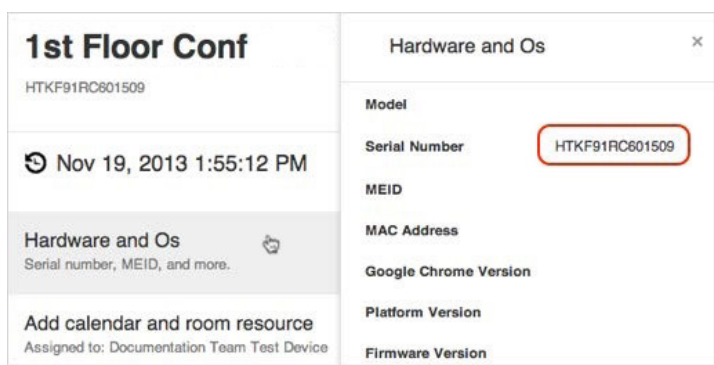 1st Floor Conf
HTKF91RC601509
Nov 19, 2013 1:55:12 PM
Hardware and Os
Serial number, MEID, and more.
Add calendar and room resource
Assigned to: Documentation Team Test Device
Hardware and Os ×
Model
Serial Number HTKF91RC601509
MEID
MAC Address
Google Chrome Version
Platform Version
Firmware Version